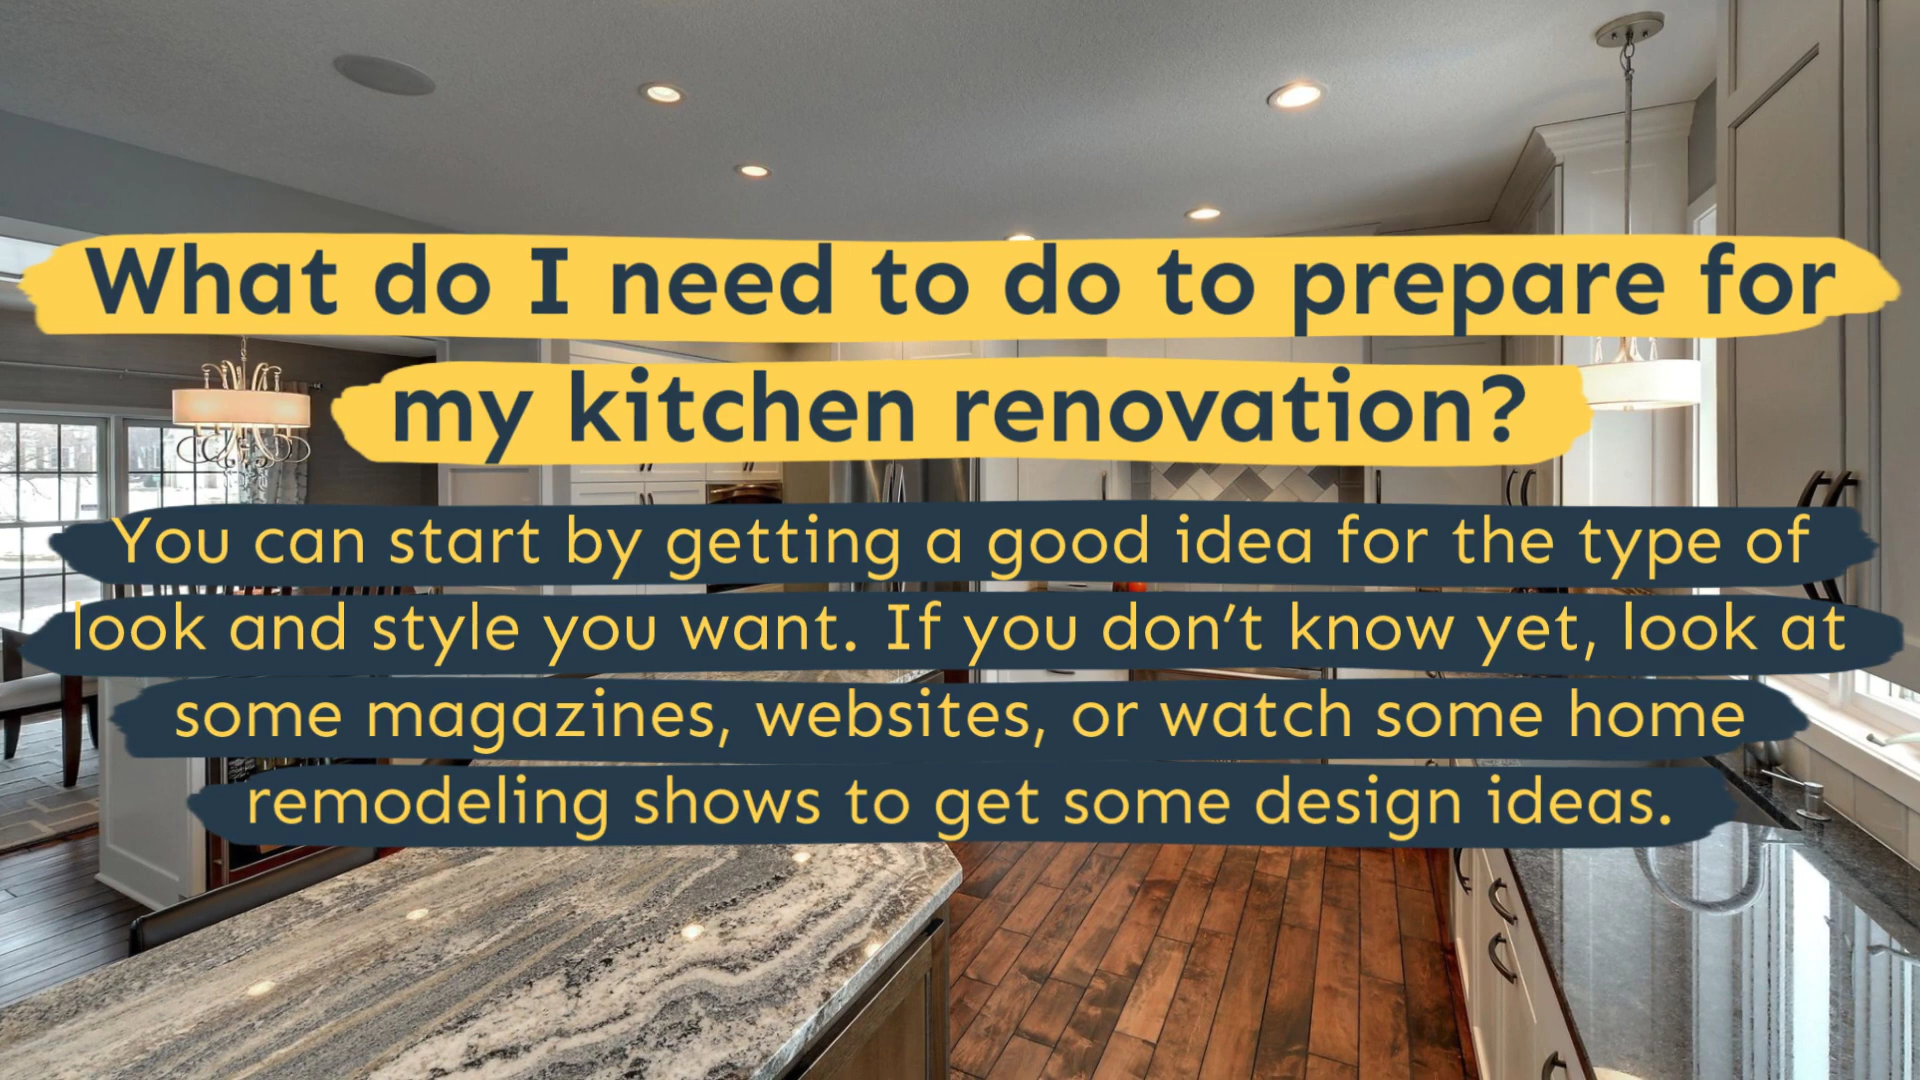 What do I need to do to prepare for
my kitchen renovation?
You can start by getting a good idea for the type of
look and style you want. If you don’t know yet, look at
some magazines, websites, or watch some home
remodeling shows to get some design ideas.